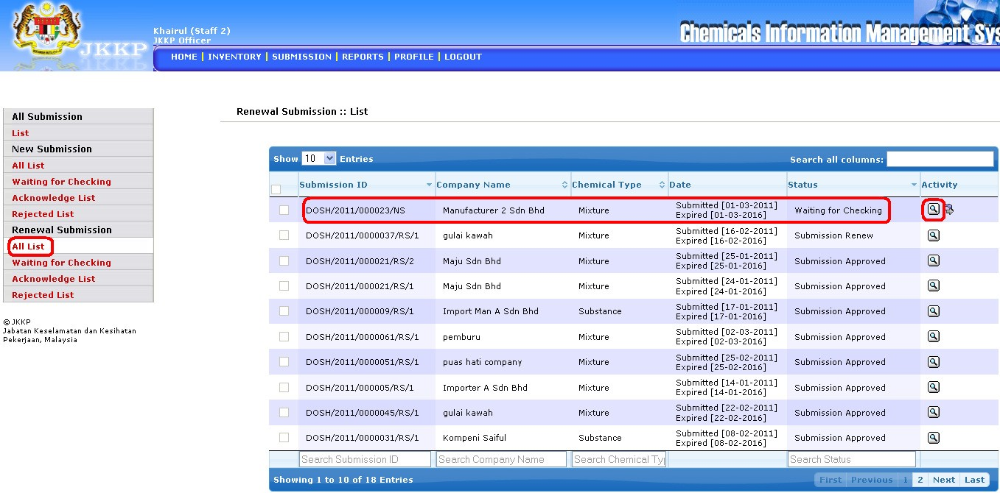 Khairul (Staff 2)
JKKP Officer
JKKP
Chemicals Information Management Sys
HOME | INVENTORY | SUBMISSION | REPORTS | PROFILE | LOGOUT
All Submission
List
New Submission
All List
Waiting for Checking
Acknowledge List
Rejected List
Renewal Submission
All List
Waiting for Checking
Acknowledge List
Rejected List
©JKKP
Jabatan Keselamatan dan Kesihatan
Pekerjaan, Malaysia
Renewal Submission :: List
Show 10 Entries Search all columns:
Submission ID Company Name Chemical Type Date Status Activity
DOSH/2011/000023/NS Manufacturer 2 Sdn Bhd Mixture Submitted [01-03-2011] Waiting for Checking
Expired [01-03-2016]
DOSH/2011/0000037/RS/1 gulai kawah Mixture Submitted [16-02-2011] Submission Renew
Expired [16-02-2016]
DOSH/2011/000021/RS/2 Maju Sdn Bhd Mixture Submitted [25-01-2011] Submission Approved
Expired [25-01-2016]
DOSH/2011/000021/RS/1 Maju Sdn Bhd Mixture Submitted [24-01-2011] Submission Approved
Expired [24-01-2016]
DOSH/2011/000009/RS/1 Import Man A Sdn Bhd Substance Submitted [17-01-2011] Submission Approved
Expired [17-01-2016]
DOSH/2011/0000061/RS/1 pemburu Mixture Submitted [02-03-2011] Submission Approved
Expired [02-03-2016]
DOSH/2011/0000051/RS/1 puas hati company Mixture Submitted [25-02-2011] Submission Approved
Expired [25-02-2016]
DOSH/2011/000005/RS/1 Importer A Sdn Bhd Mixture Submitted [14-01-2011] Submission Approved
Expired [14-01-2016]
DOSH/2011/0000045/RS/1 gulai kawah Mixture Submitted [22-02-2011] Submission Approved
Expired [22-02-2016]
DOSH/2011/0000031/RS/1 Kompeni Saiful Substance Submitted [08-02-2011] Submission Approved
Expired [08-02-2016]
Search Submission ID Search Company Name Search Chemical Ty Search Status
Showing 1 to 10 of 18 Entries First Previous 1 2 Next Last